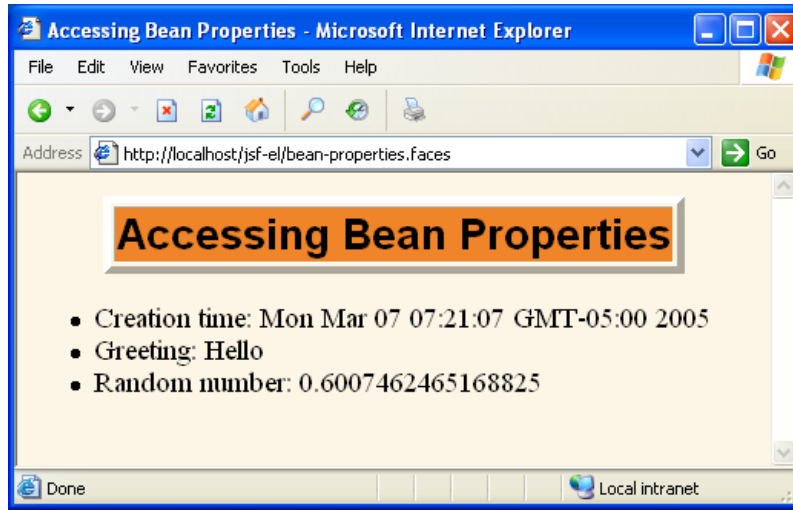 Accessing Bean Properties - Microsoft Internet Explorer
File Edit View Favorites Tools Help
Address http://localhost/jsf-el/bean-properties.faces Go
Accessing Bean Properties
Creation time: Mon Mar 07 07:21:07 GMT-05:00 2005
Greeting: Hello
Random number: 0.6007462465168825
Done Local intranet